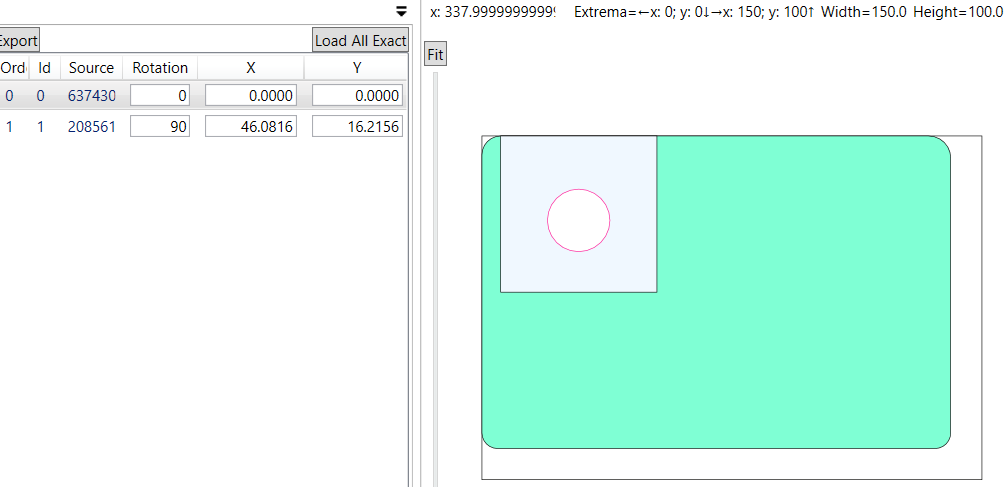 x: 337.9999999999 Extrema=←x: 0; y: 0↓→x: 150; y: 100↑ Width=150.0 Height=100.0
Export Load All Exact
Fit
Ord Id Source Rotation X Y
0 0 637430 0 0.0000 0.0000
1 1 208561 90 46.0816 16.2156